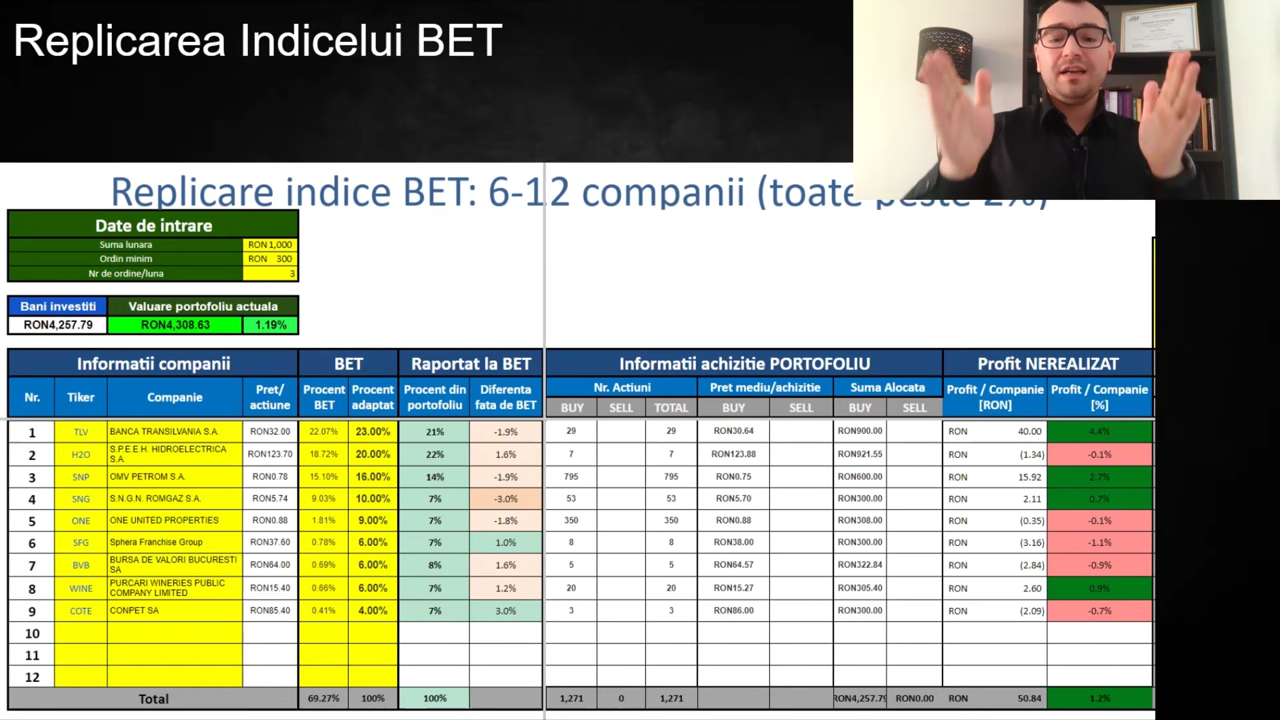 Replicarea Indicelui BET
Replicare indice BET: 6-12 companii (toate peste 2%)
Date de intrare
Suma lunara RON 1,000
Ordin minim RON 300
Nr de ordine/luna 3
Bani investiti Valuare portofoliu actuala
RON4,257.79 RON4,308.63 1.19%
Informatii companii BET Raportat la BET Informatii achizitie PORTOFOLIU Profit NEREALIZAT
Nr. Tiker Companie Pret/ actiune Procent BET Procent adaptat Procent din portofoliu Diferenta fata de BET Nr. Actiuni Pret mediu/achizitie Suma Alocata Profit / Companie [RON] Profit / Companie [%]
BUY SELL TOTAL BUY SELL BUY SELL
1 TLV BANCA TRANSILVANIA S.A. RON32.00 22.07% 23.00% 21% -1.9% 29 29 RON30.64 RON900.00 RON 40.00 4.4%
2 H2O S.P.E.E.H. HIDROELECTRICA S.A. RON123.70 18.72% 20.00% 22% 1.6% 7 7 RON123.88 RON921.55 RON (1.34) -0.1%
3 SNP OMV PETROM S.A. RON0.78 15.10% 16.00% 14% -1.9% 795 795 RON0.75 RON600.00 RON 15.92 2.7%
4 SNG S.N.G.N. ROMGAZ S.A. RON5.74 9.03% 10.00% 7% -3.0% 53 53 RON5.70 RON300.00 RON 2.11 0.7%
5 ONE ONE UNITED PROPERTIES RON0.88 1.81% 9.00% 7% -1.8% 350 350 RON0.88 RON308.00 RON (0.35) -0.1%
6 SFG Sphera Franchise Group RON37.60 0.78% 6.00% 7% 1.0% 8 8 RON38.00 RON300.00 RON (3.16) -1.1%
7 BVB BURSA DE VALORI BUCURESTI SA RON64.00 0.69% 6.00% 8% 1.6% 5 5 RON64.57 RON322.84 RON (2.84) -0.9%
8 WINE PURCARI WINERIES PUBLIC COMPANY LIMITED RON15.40 0.66% 6.00% 7% 1.2% 20 20 RON15.27 RON305.40 RON 2.60 0.9%
9 COTE CONPET SA RON85.40 0.41% 4.00% 7% 3.0% 3 3 RON86.00 RON300.00 RON (2.09) -0.7%
10
11
12
Total 69.27% 100% 100% 1,271 0 1,271 RON4,257.79 RON0.00 RON 50.84 1.2%